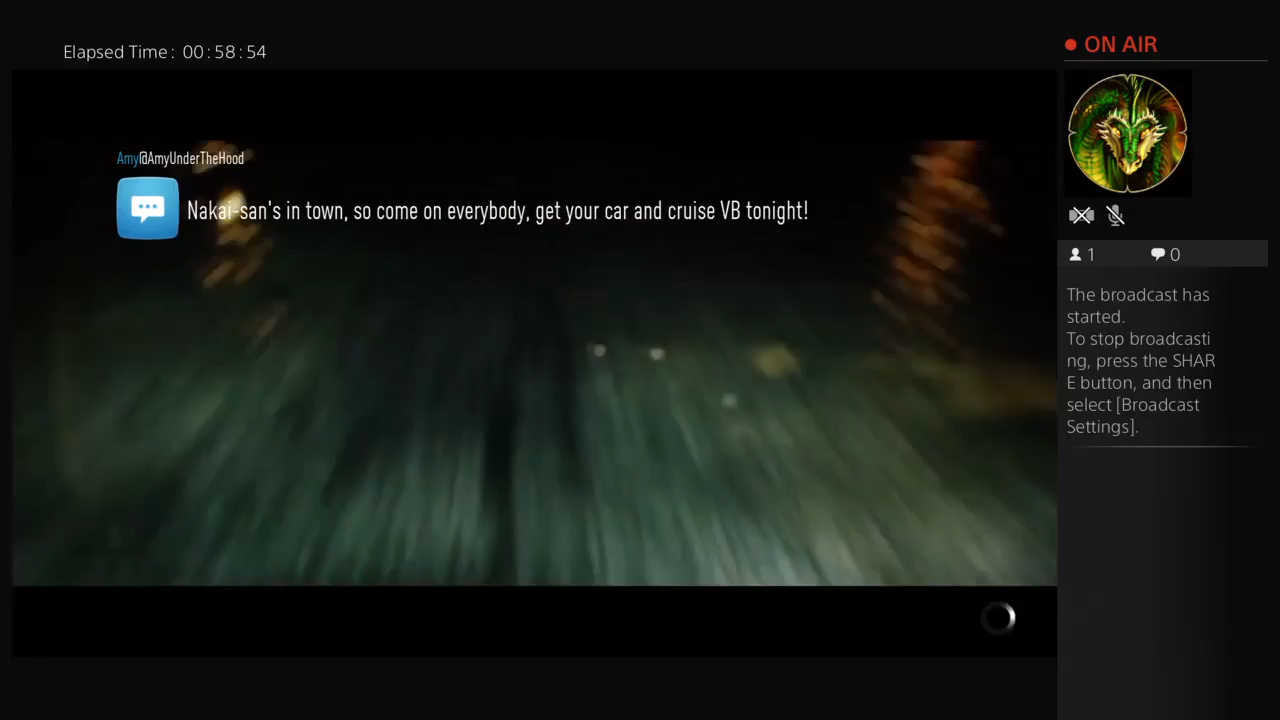 Elapsed Time: 00:58:54
ON AIR
Amy@AmyUnderTheHood
Nakai-san's in town, so come on everybody, get your car and cruise VB tonight!
1
0
The broadcast has
started.
To stop broadcasti
ng, press the SHAR
E button, and then
select [Broadcast
Settings].